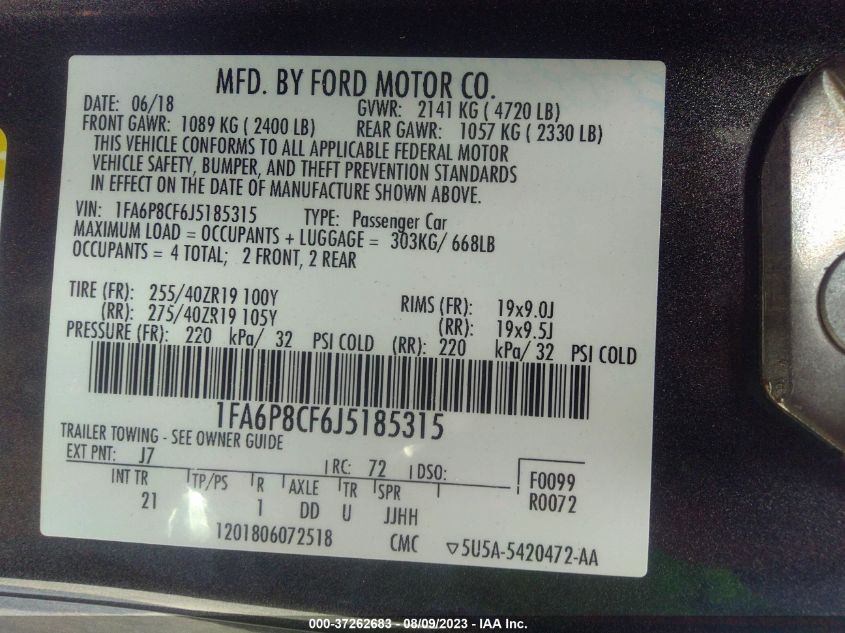 MFD. BY FORD MOTOR CO.
DATE: 06/18 GVWR: 2141 KG ( 4720 LB)
FRONT GAWR: 1089 KG ( 2400 LB) REAR GAWR: 1057 KG ( 2330 LB)
THIS VEHICLE CONFORMS TO ALL APPLICABLE FEDERAL MOTOR
VEHICLE SAFETY, BUMPER, AND THEFT PREVENTION STANDARDS
IN EFFECT ON THE DATE OF MANUFACTURE SHOWN ABOVE.
VIN: 1FA6P8CF6J5185315 TYPE: Passenger Car
MAXIMUM LOAD = OCCUPANTS + LUGGAGE = 303KG/ 668LB
OCCUPANTS = 4 TOTAL; 2 FRONT, 2 REAR
TIRE (FR): 255/40ZR19 100Y RIMS (FR): 19x9.0J
(RR): 275/40ZR19 105Y (RR): 19x9.5J
PRESSURE (FR): 220 kPa/ 32 PSI COLD (RR): 220 kPa/ 32 PSI COLD
1FA6P8CF6J5185315
TRAILER TOWING - SEE OWNER GUIDE
EXT PNT: J7 RC: 72 DSO: F0099
INT TR TP/PS R AXLE TR SPR R0072
21 1 DD U JJHH
1201806072518 CMC ▽5U5A-5420472-AA
000-37262683 - 08/09/2023 - IAA Inc.